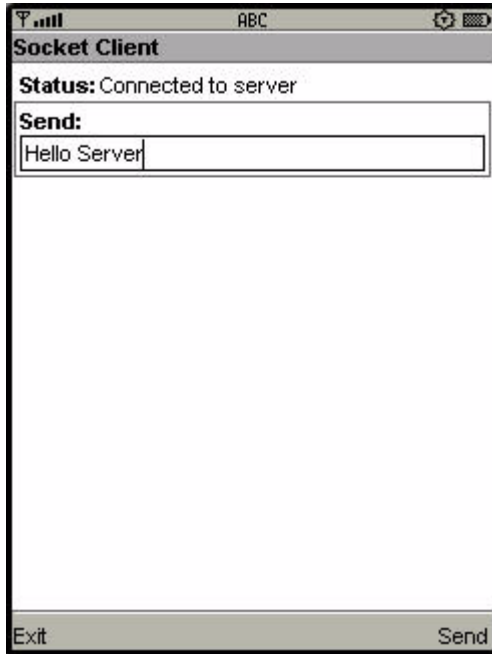 ABC
Socket Client
Status: Connected to server
Send:
Hello Server
Exit Send